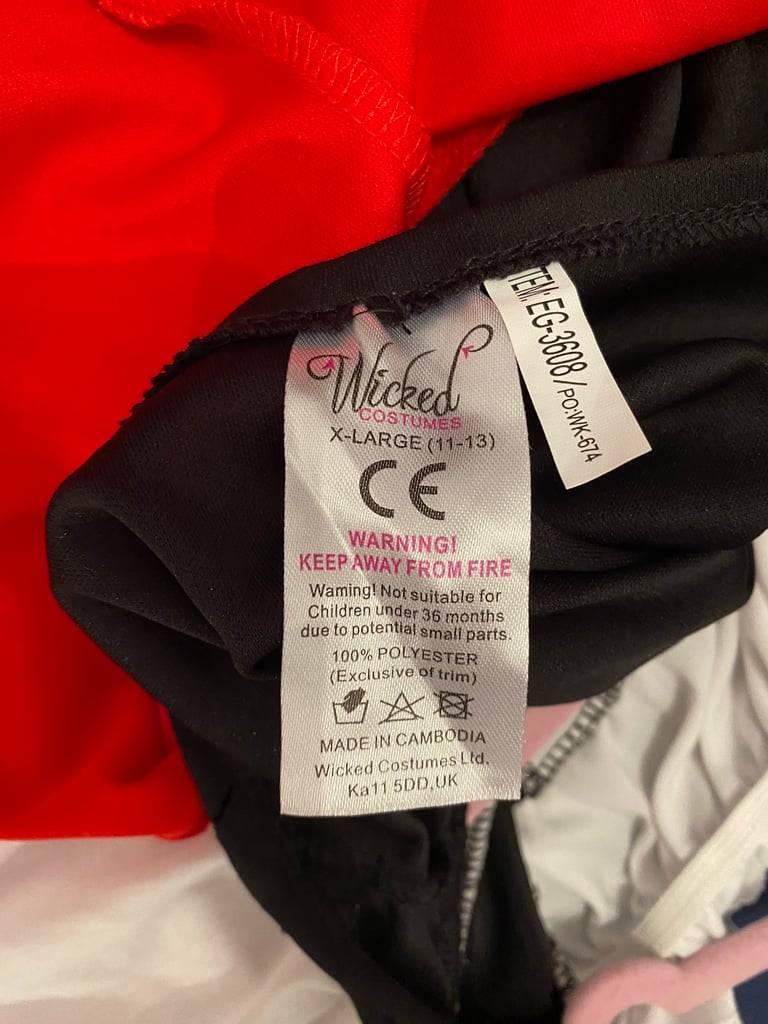 Wicked
COSTUMES
X-LARGE (11-13)
CE
WARNING!
KEEP AWAY FROM FIRE
Warning! Not suitable for
Children under 36 months
due to potential small parts.
100% POLYESTER
(Exclusive of trim)
MADE IN CAMBODIA
Wicked Costumes Ltd.
Ka11 5DD,UK
ITEM: EG-3608 / PO:WK-674